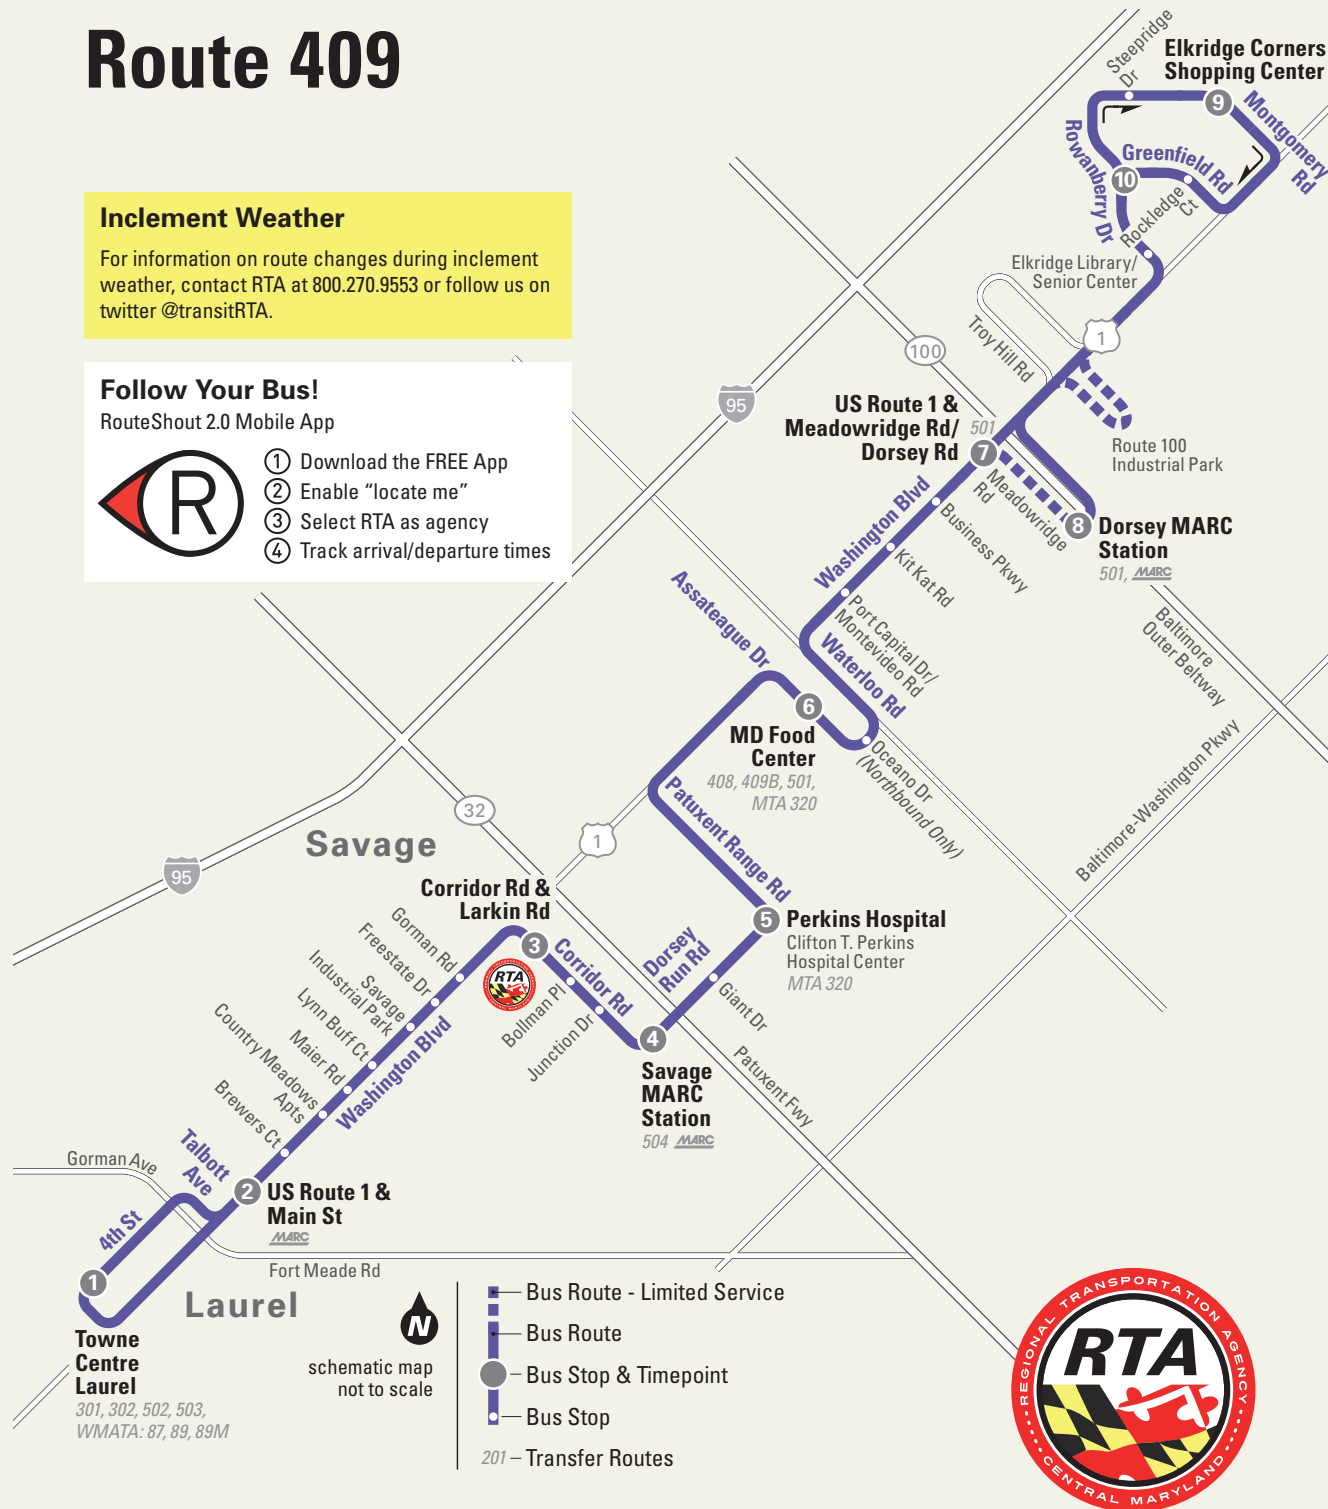 Route 409
Inclement Weather
For information on route changes during inclement
weather, contact RTA at 800.270.9553 or follow us on
twitter @transitRTA.
Follow Your Bus!
RouteShout 2.0 Mobile App
R
1 Download the FREE App
2 Enable “locate me”
3 Select RTA as agency
4 Track arrival/departure times
Steepridge
Dr
Elkridge Corners
Shopping Center
9
Montgomery
Rd
Rowanberry Dr
Greenfield Rd
10
Rockledge
Ct
Elkridge Library/
Senior Center
Troy Hill Rd
1
100
95
US Route 1 &
Meadowridge Rd/
Dorsey Rd
501
7
Route 100
Industrial Park
Meadowridge
Rd
8
Dorsey MARC
Station
501, MARC
Washington Blvd
Business Pkwy
Kit Kat Rd
Port Capital Dr/
Montevideo Rd
Baltimore
Outer Beltway
Assateague Dr
Waterloo Rd
6
MD Food
Center
408, 409B, 501,
MTA 320
Oceano Dr
(Northbound Only)
Baltimore-Washington Pkwy
Patuxent Range Rd
32
1
Savage
95
Corridor Rd &
Larkin Rd
3
RTA
Corridor Rd
Dorsey
Run Rd
5
Perkins Hospital
Clifton T. Perkins
Hospital Center
MTA 320
Giant Dr
Gorman Rd
Freestate Dr
Savage
Industrial Park
Lynn Buff Ct
Maier Rd
Country Meadows
Apts
Brewers Ct
Washington Blvd
Bollman Pl
Junction Dr
4
Savage
MARC
Station
504 MARC
Patuxent Fwy
Gorman Ave
Talbott
Ave
4th St
2
US Route 1 &
Main St
MARC
Fort Meade Rd
1
Laurel
Towne
Centre
Laurel
301, 302, 502, 503,
WMATA: 87, 89, 89M
N
schematic map
not to scale
Bus Route - Limited Service
Bus Route
Bus Stop & Timepoint
Bus Stop
201 – Transfer Routes
REGIONAL TRANSPORTATION AGENCY
RTA
CENTRAL MARYLAND